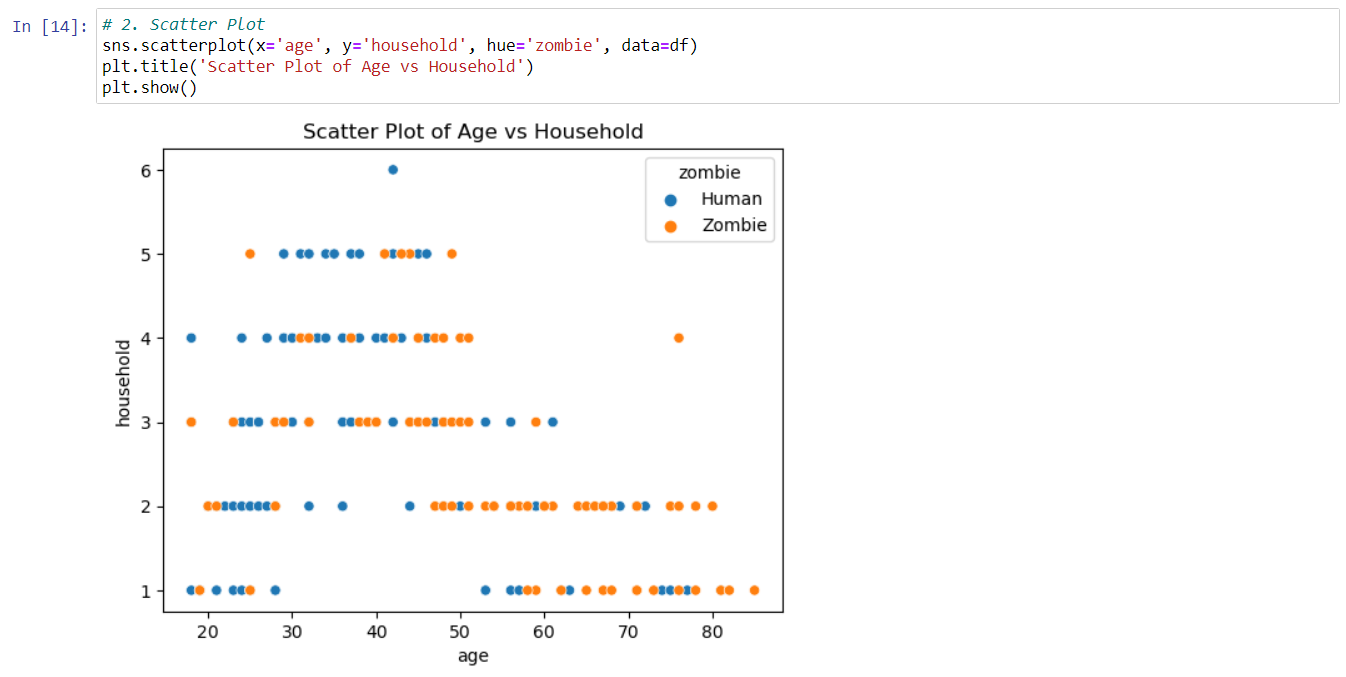 In [14]: # 2. Scatter Plot
sns.scatterplot(x='age', y='household', hue='zombie', data=df)
plt.title('Scatter Plot of Age vs Household')
plt.show()
Scatter Plot of Age vs Household
zombie
Human
Zombie
6
5
4
3
2
1
household
20 30 40 50 60 70 80
age